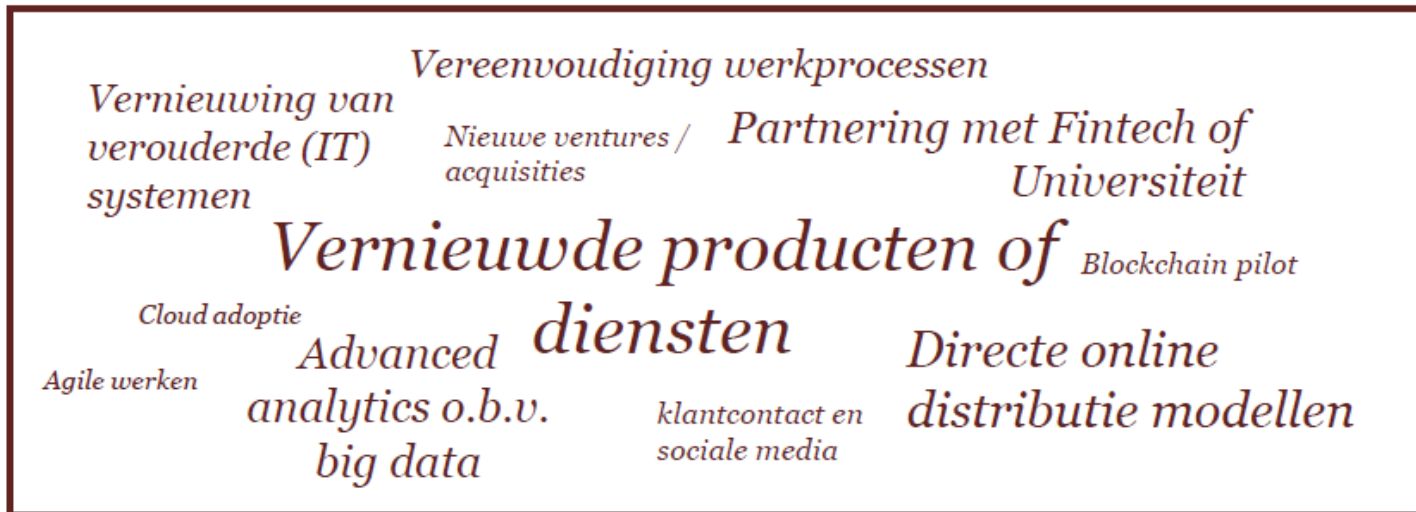 Vereenvoudiging werkprocessen
Vernieuwing van
verouderde (IT)
systemen
Nieuwe ventures /
acquisities
Partnering met Fintech of
Universiteit
Vernieuwde producten of
diensten
Blockchain pilot
Cloud adoptie
Agile werken
Advanced
analytics o.b.v.
big data
klantcontact en
sociale media
Directe online
distributie modellen